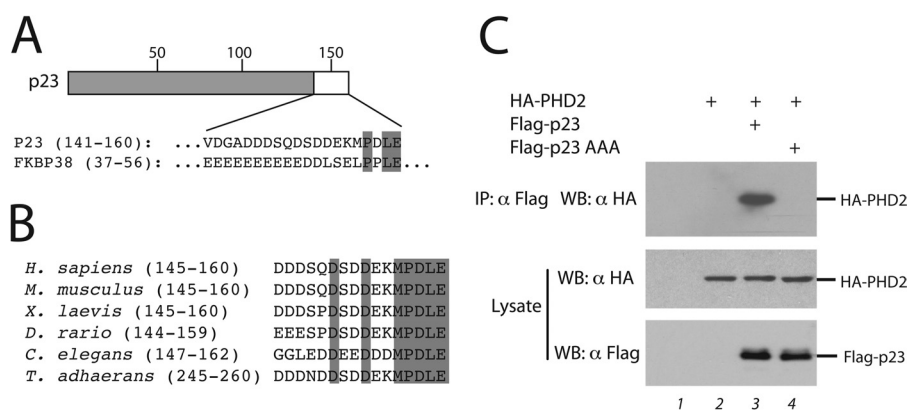 A
50 100 150
p23
P23 (141-160): ...VDGADDDSQDSDDEKMPDLE
FKBP38 (37-56): ...EEEEEEEEEEDDLSELPPLE...
B
H. sapiens (145-160) DDDSQDSDDEKMPDLE
M. musculus (145-160) DDDSQDSDDEKMPDLE
X. laevis (145-160) DDDSPDSDDEKMPDLE
D. rario (144-159) EEESPDSDDEKMPDLE
C. elegans (147-162) GGLEDDEEDDDMPDLE
T. adhaerans (245-260) DDDNDDSDDEKMPDLE
C
HA-PHD2 + + +
Flag-p23 +
Flag-p23 AAA +
IP: α Flag WB: α HA HA-PHD2
WB: α HA HA-PHD2
Lysate
WB: α Flag Flag-p23
1 2 3 4